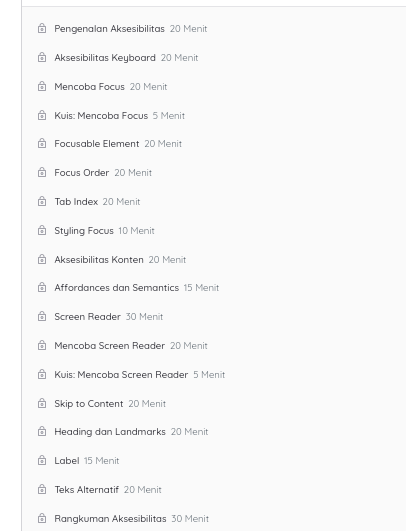 Pengenalan Aksesibilitas 20 Menit
Aksesibilitas Keyboard 20 Menit
Mencoba Focus 20 Menit
Kuis: Mencoba Focus 5 Menit
Focusable Element 20 Menit
Focus Order 20 Menit
Tab Index 20 Menit
Styling Focus 10 Menit
Aksesibilitas Konten 20 Menit
Affordances dan Semantics 15 Menit
Screen Reader 30 Menit
Mencoba Screen Reader 20 Menit
Kuis: Mencoba Screen Reader 5 Menit
Skip to Content 20 Menit
Heading dan Landmarks 20 Menit
Label 15 Menit
Teks Alternatif 20 Menit
Rangkuman Aksesibilitas 30 Menit